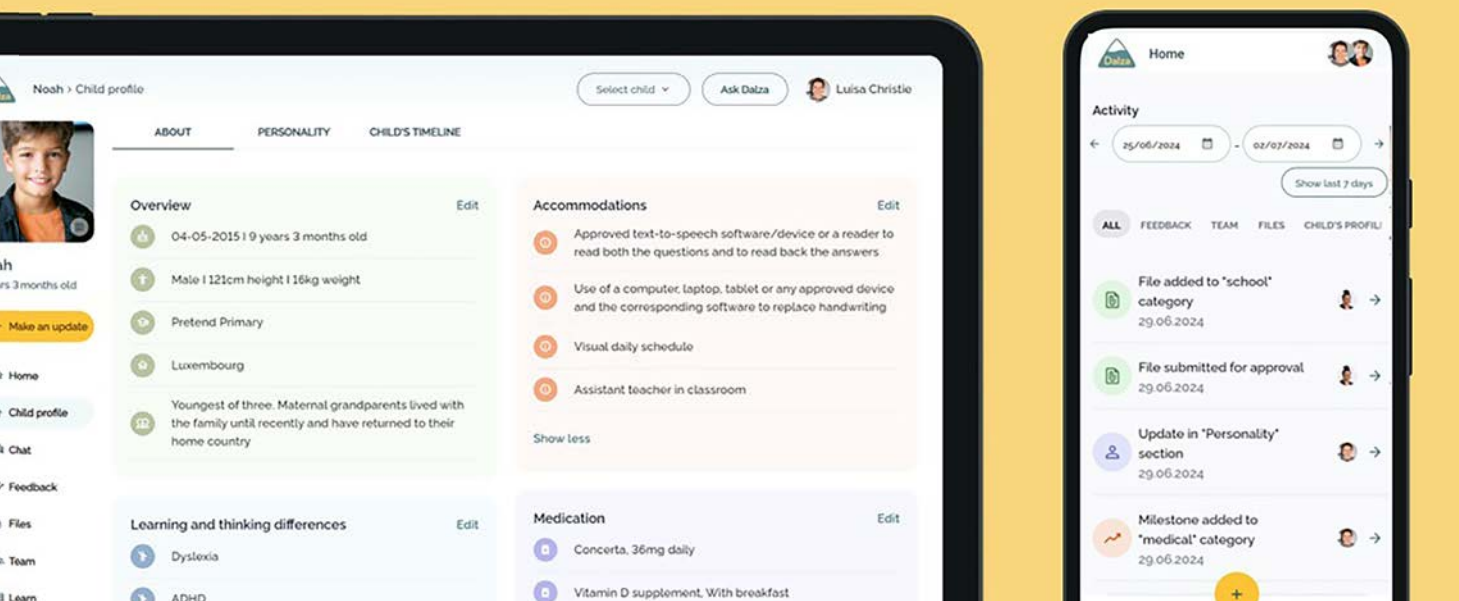 Noah › Child profile
Select child
Ask Dalza
Luisa Christie
ABOUT
PERSONALITY
CHILD'S TIMELINE
3 months old
Make an update
Home
Child profile
Chat
Feedback
Files
Team
Learn
Overview
Edit
04-05-2015 I 9 years 3 months old
Male I 121cm height I 16kg weight
Pretend Primary
Luxembourg
Youngest of three. Maternal grandparents lived with
the family until recently and have returned to their
home country
Accommodations
Edit
Approved text-to-speech software/device or a reader to
read both the questions and to read back the answers
Use of a computer, laptop, tablet or any approved device
and the corresponding software to replace handwriting
Visual daily schedule
Assistant teacher in classroom
Show less
Learning and thinking differences
Edit
Dyslexia
ADHD
Medication
Edit
Concerta, 36mg daily
Vitamin D supplement, With breakfast
Dalza
Home
Activity
25/06/2024
-
02/07/2024
Show last 7 days
ALL
FEEDBACK
TEAM
FILES
CHILD'S PROFIL
File added to "school"
category
29.06.2024
File submitted for approval
29.06.2024
Update in "Personality"
section
29.06.2024
Milestone added to
"medical" category
29.06.2024
+